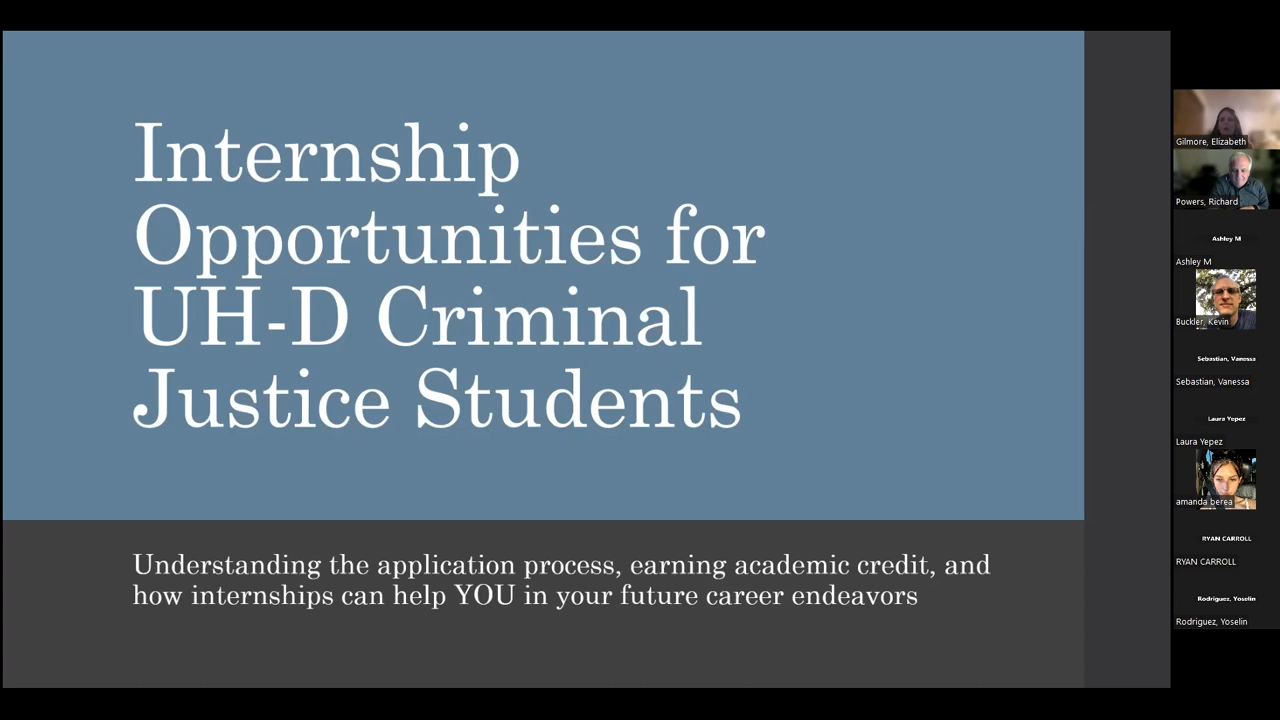 Internship
Opportunities for
UH-D Criminal
Justice Students
Understanding the application process, earning academic credit, and
how internships can help YOU in your future career endeavors
Gilmore, Elizabeth
Powers, Richard
Ashley M
Ashley M
Buckler, Kevin
Sebastian, Vanessa
Sebastian, Vanessa
Laura Yepez
Laura Yepez
amanda berea
RYAN CARROLL
RYAN CARROLL
Rodriguez, Yoselin
Rodriguez, Yoselin